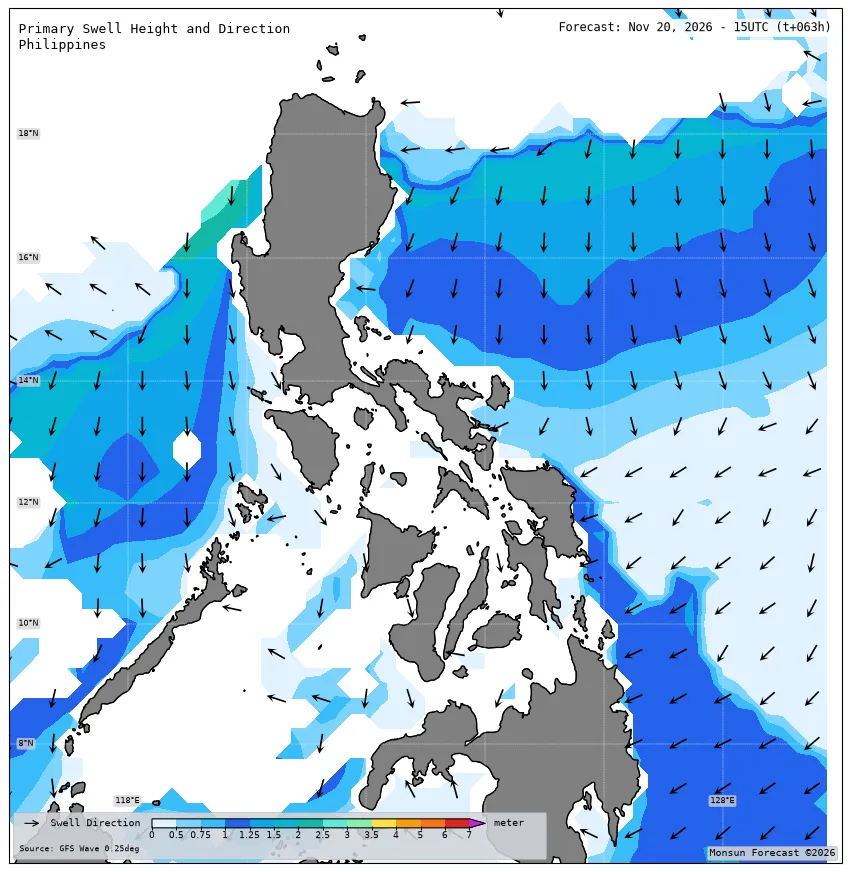 Primary Swell Height and Direction
Philippines
Forecast: Nov 20, 2026 - 15UTC (t+063h)
18°N
16°N
14°N
12°N
10°N
8°N
118°E
128°E
Swell Direction
0 0.5 0.75 1 1.25 1.5 2 2.5 3 3.5 4 5 6 7
meter
Source: GFS Wave 0.25deg
Monsun Forecast ©2026